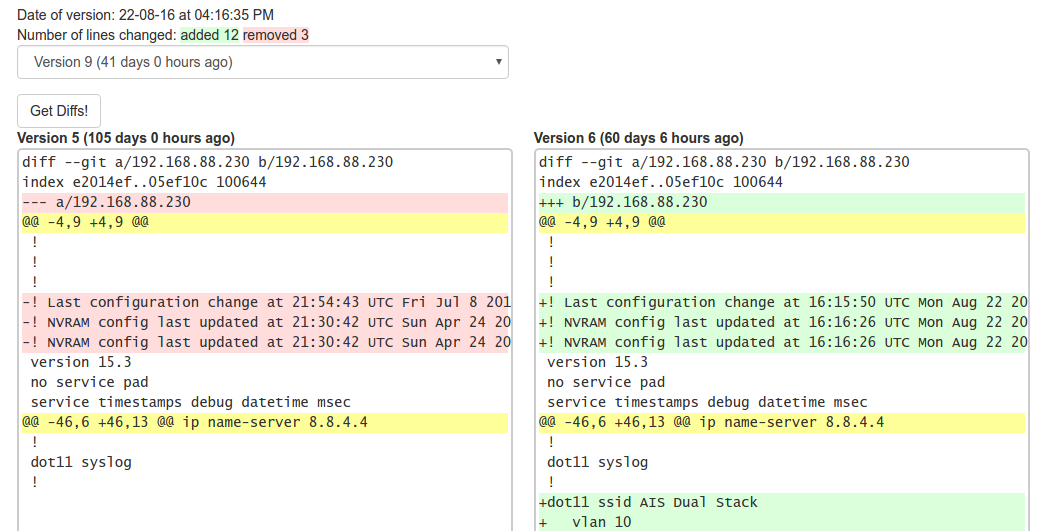 Date of version: 22-08-16 at 04:16:35 PM
Number of lines changed: added 12 removed 3
Version 9 (41 days 0 hours ago)
Get Diffs!
Version 5 (105 days 0 hours ago)
diff --git a/192.168.88.230 b/192.168.88.230
index e2014ef..05ef10c 100644
--- a/192.168.88.230
@@ -4,9 +4,9 @@
!
!
!
-! Last configuration change at 21:54:43 UTC Fri Jul 8 201
-! NVRAM config last updated at 21:30:42 UTC Sun Apr 24 20
-! NVRAM config last updated at 21:30:42 UTC Sun Apr 24 20
version 15.3
no service pad
service timestamps debug datetime msec
@@ -46,6 +46,13 @@ ip name-server 8.8.4.4
!
dot11 syslog
!
Version 6 (60 days 6 hours ago)
diff --git a/192.168.88.230 b/192.168.88.230
index e2014ef..05ef10c 100644
+++ b/192.168.88.230
@@ -4,9 +4,9 @@
!
!
!
+! Last configuration change at 16:15:50 UTC Mon Aug 22 20
+! NVRAM config last updated at 16:16:26 UTC Mon Aug 22 20
+! NVRAM config last updated at 16:16:26 UTC Mon Aug 22 20
version 15.3
no service pad
service timestamps debug datetime msec
@@ -46,6 +46,13 @@ ip name-server 8.8.4.4
!
dot11 syslog
!
+dot11 ssid AIS Dual Stack
+   vlan 10